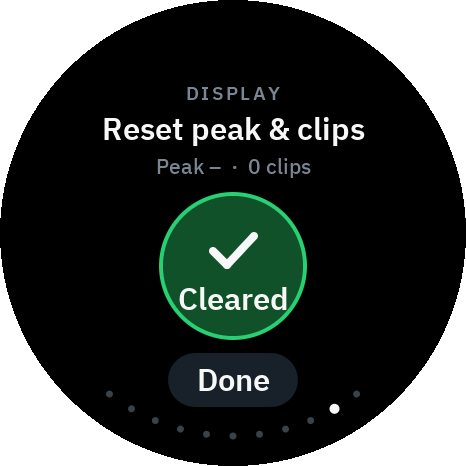 DISPLAY
Reset peak & clips
Peak – · 0 clips
Cleared
Done